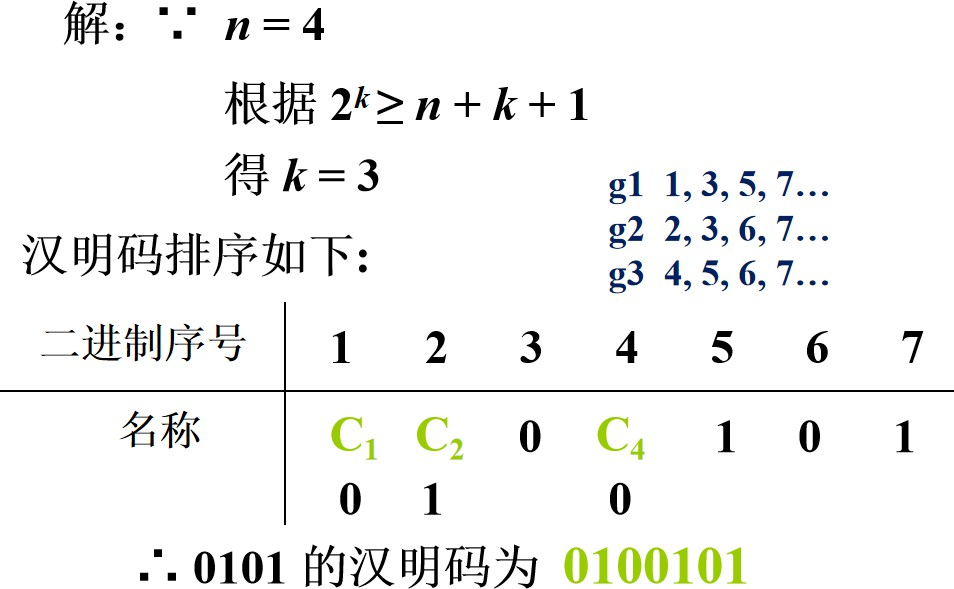 解：∵ n = 4
根据 2ᵏ ≥ n + k + 1
得 k = 3
g1 1, 3, 5, 7…
g2 2, 3, 6, 7…
g3 4, 5, 6, 7…
汉明码排序如下：
二进制序号 1 2 3 4 5 6 7
名称 C₁ C₂ 0 C₄ 1 0 1
0 1 0
∴ 0101 的汉明码为 0100101